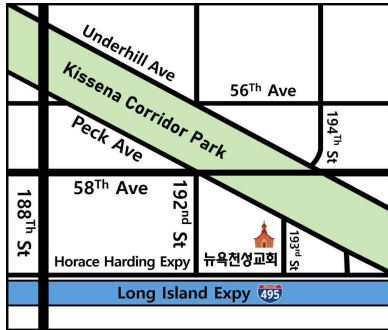 Underhill Ave
Kissena Corridor Park
56Th Ave
Peck Ave
194Th St
188Th St
58Th Ave
192nd St
193rd St
뉴욕천성교회
Horace Harding Expy
Long Island Expy 495